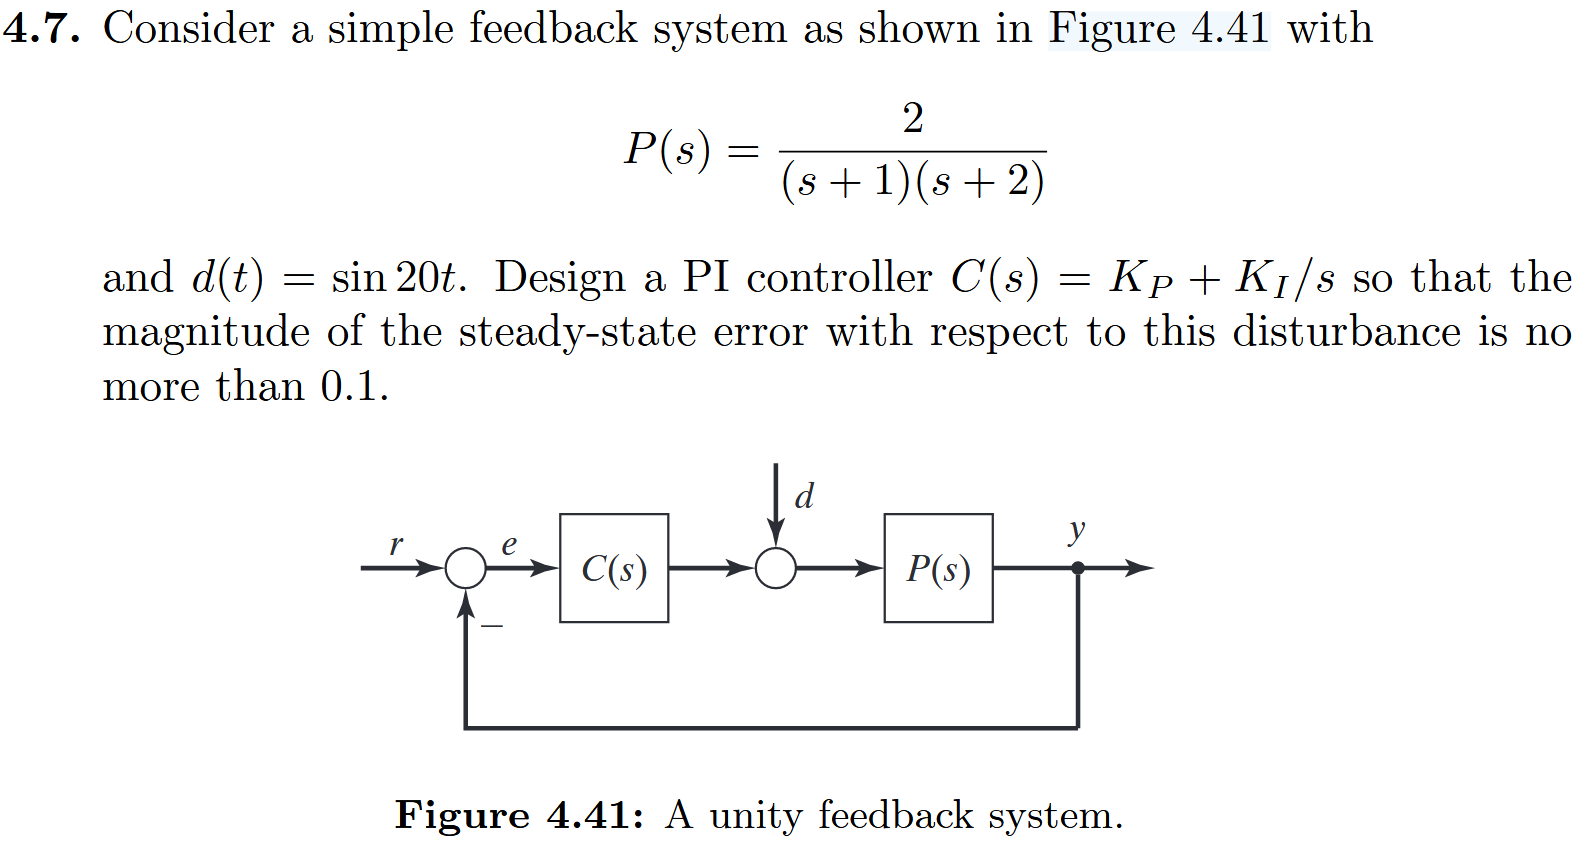 4.7. Consider a simple feedback system as shown in Figure 4.41 with
P(s) = 2 / ((s + 1)(s + 2))
and d(t) = sin 20t. Design a PI controller C(s) = K_P + K_I/s so that the
magnitude of the steady-state error with respect to this disturbance is no
more than 0.1.
d
r
e
C(s)
P(s)
y
−
Figure 4.41: A unity feedback system.